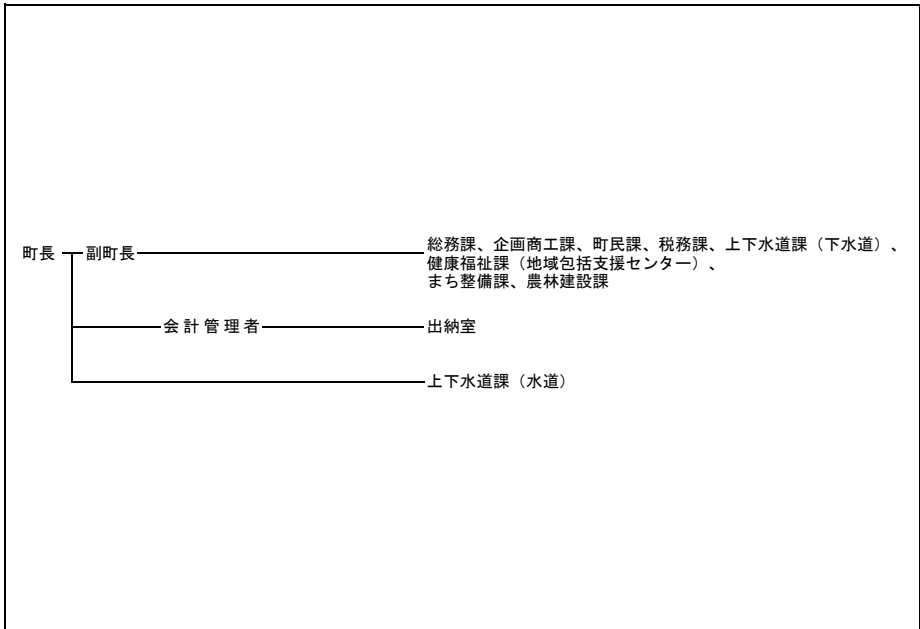 町長 副町長 総務課、企画商工課、町民課、税務課、上下水道課（下水道）、
健康福祉課（地域包括支援センター）、
まち整備課、農林建設課
会計管理者 出納室
上下水道課（水道）